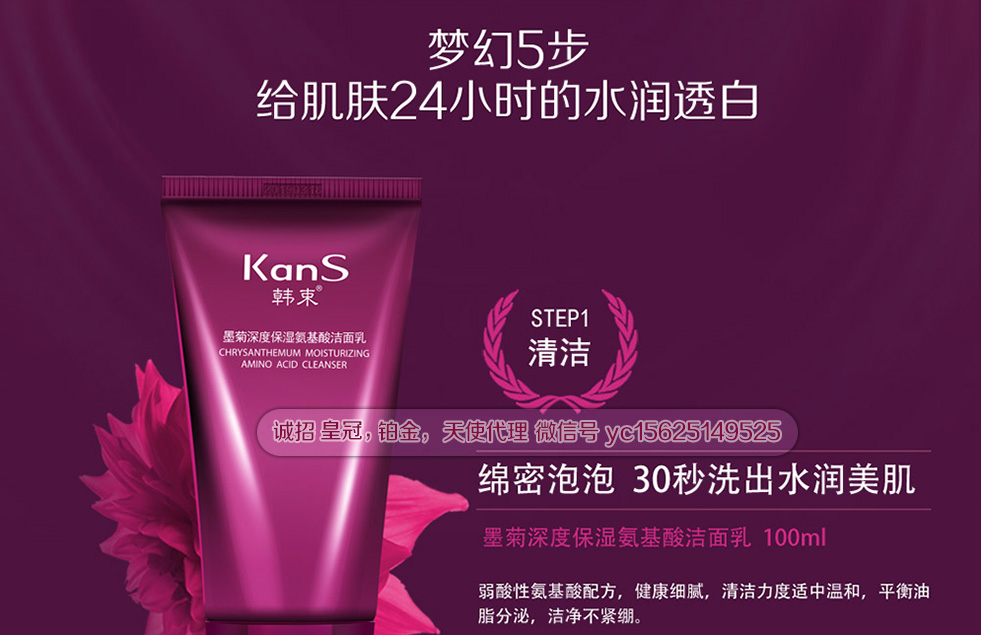 梦幻5步
给肌肤24小时的水润透白
KanS
韩束®
墨菊深度保湿氨基酸洁面乳
CHRYSANTHEMUM MOISTURIZING
AMINO ACID CLEANSER
STEP1
清洁
诚招 皇冠，铂金，天使代理 微信号 yc15625149525
绵密泡泡 30秒洗出水润美肌
墨菊深度保湿氨基酸洁面乳 100ml
弱酸性氨基酸配方，健康细腻，清洁力度适中温和，平衡油
脂分泌，洁净不紧绷。